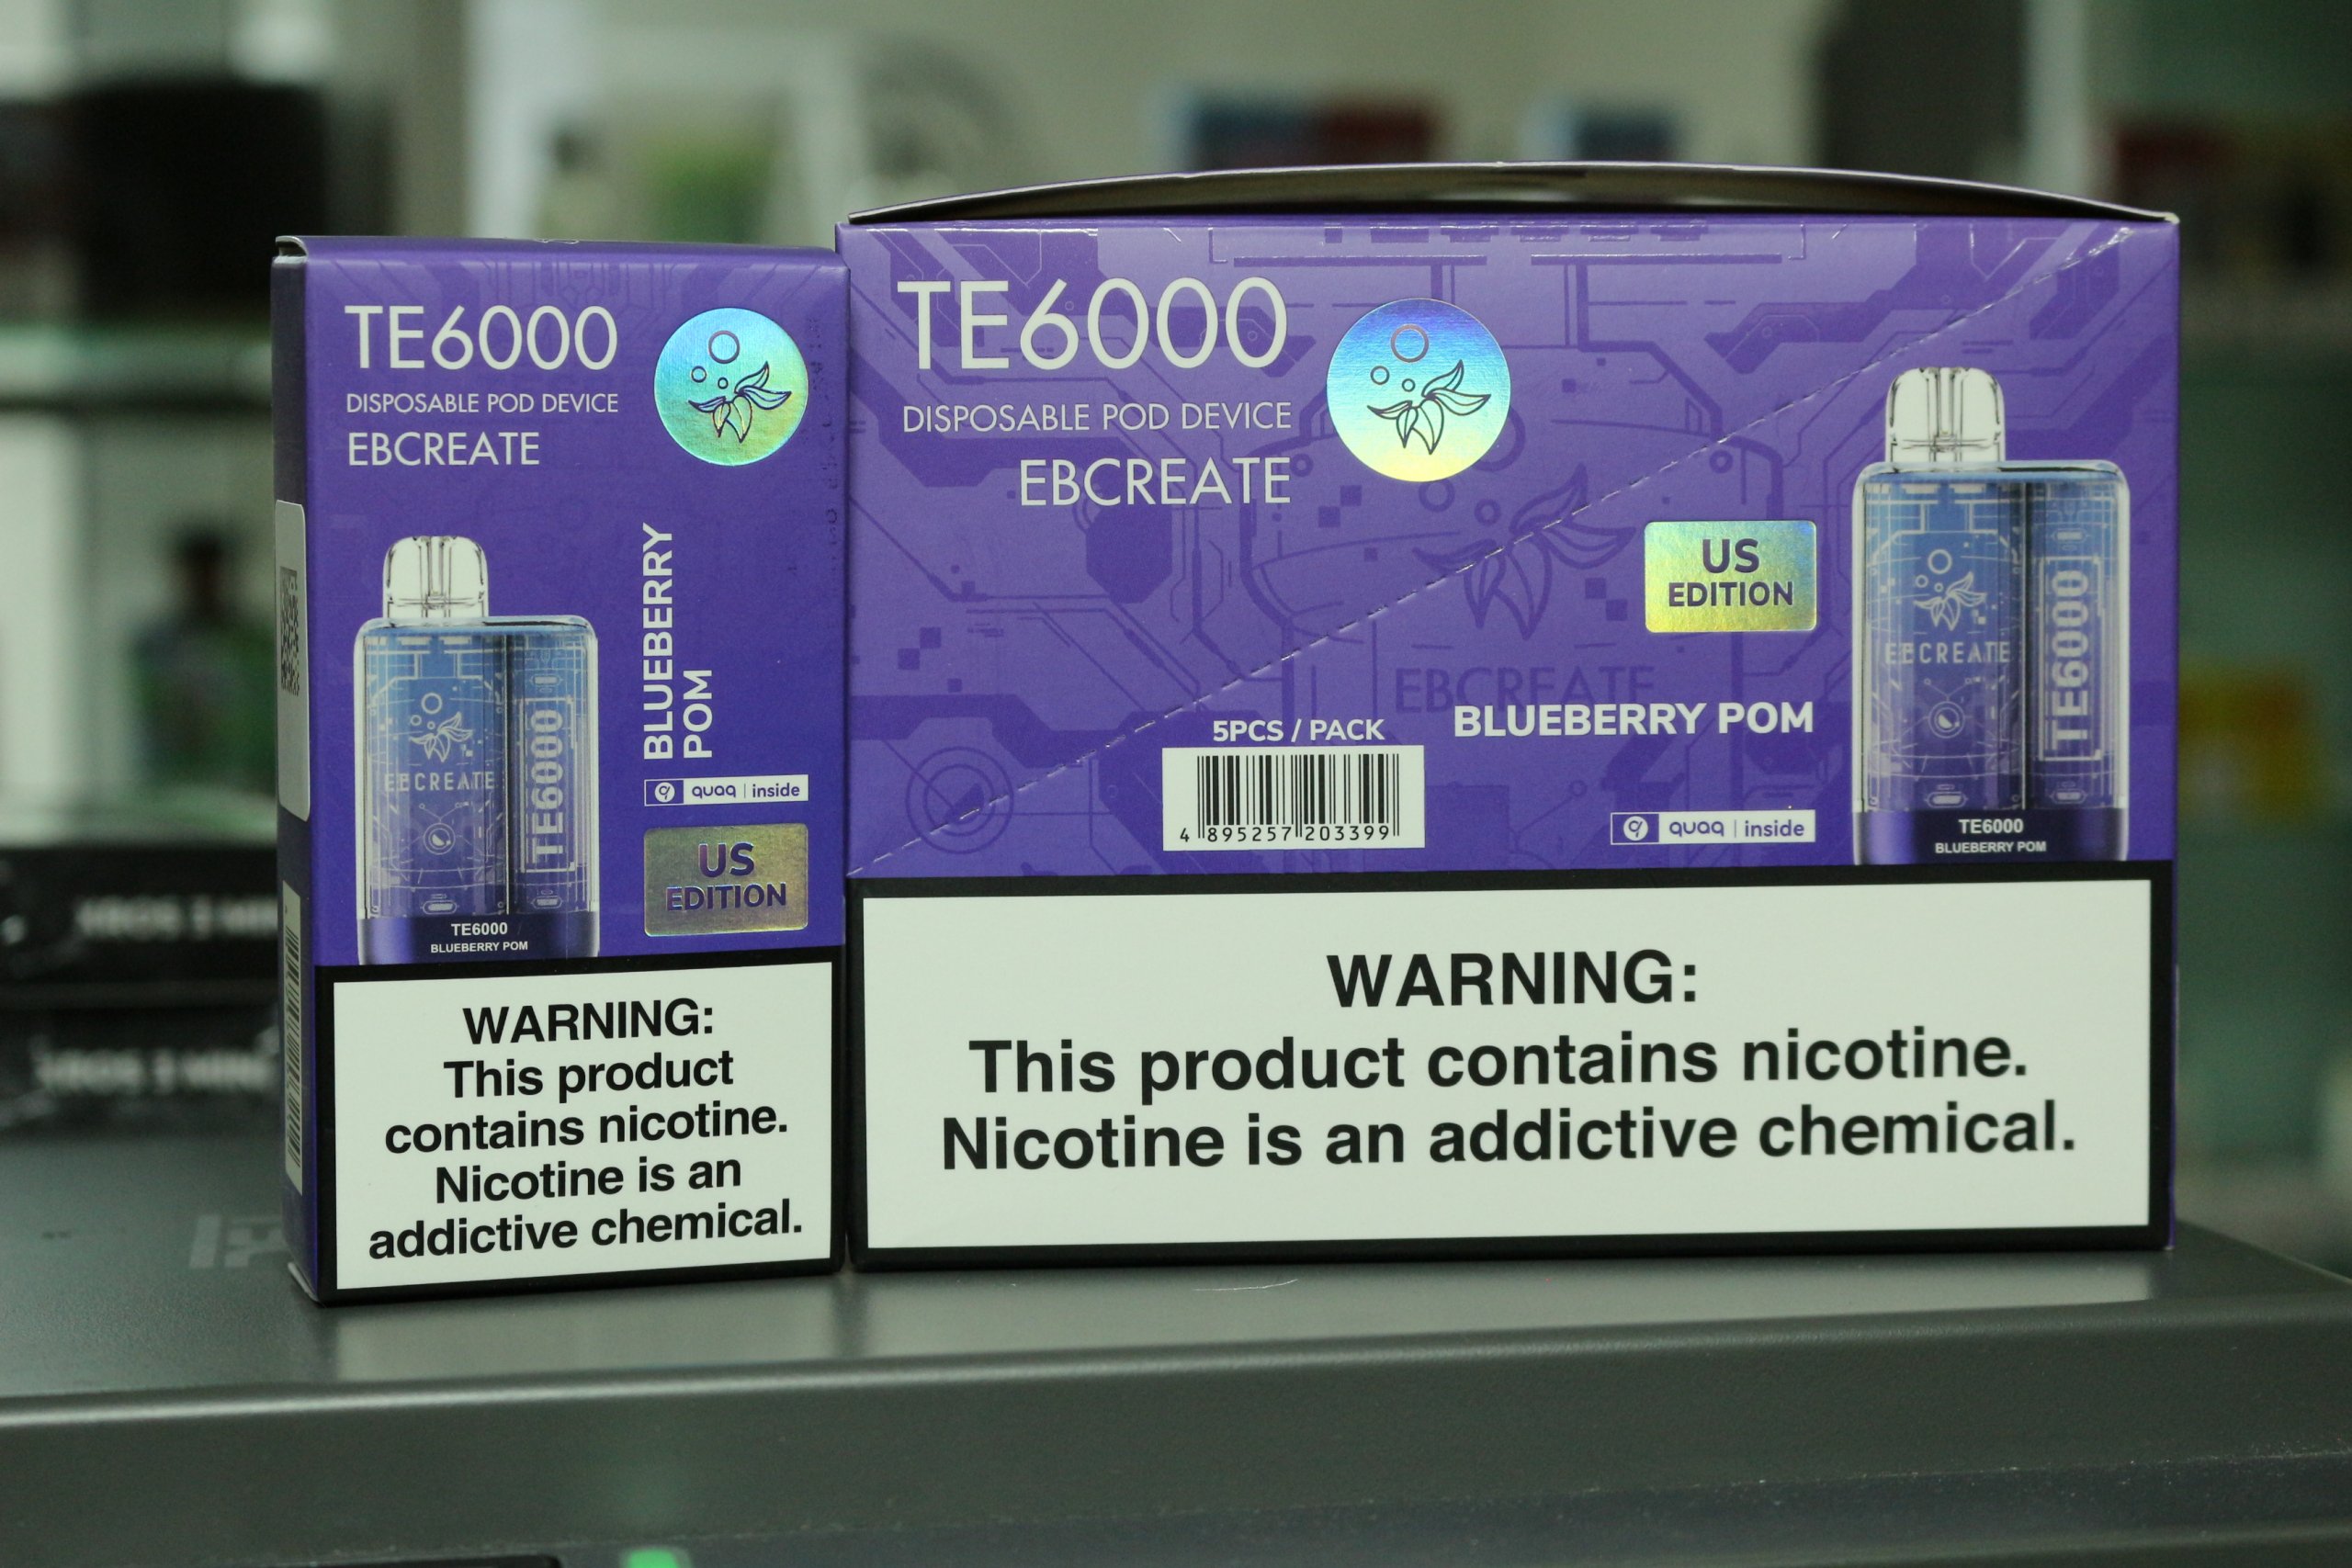 TE6000
DISPOSABLE POD DEVICE
EBCREATE
BLUEBERRY
POM
EBCREATE
TE6000
quaq | inside
US
EDITION
TE6000
BLUEBERRY POM
WARNING:
This product
contains nicotine.
Nicotine is an
addictive chemical.
TE6000
DISPOSABLE POD DEVICE
EBCREATE
US
EDITION
EBCREATE
TE6000
EBCREATE
5PCS / PACK
BLUEBERRY POM
4 895257 203399
quaq | inside
TE6000
BLUEBERRY POM
WARNING:
This product contains nicotine.
Nicotine is an addictive chemical.